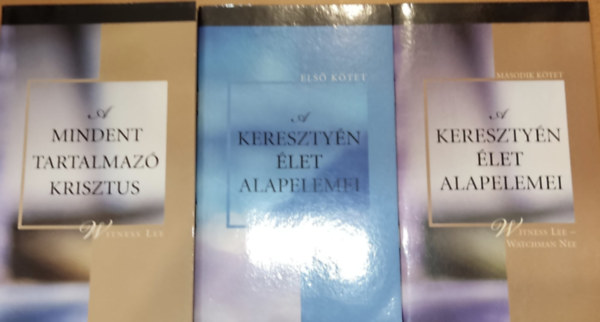 A
MINDENT
TARTALMAZÓ
KRISZTUS
WITNESS LEE
ELSŐ KÖTET
A
KERESZTYÉN
ÉLET
ALAPELEMEI
MÁSODIK KÖTET
A
KERESZTYÉN
ÉLET
ALAPELEMEI
WITNESS LEE –
WATCHMAN NEE